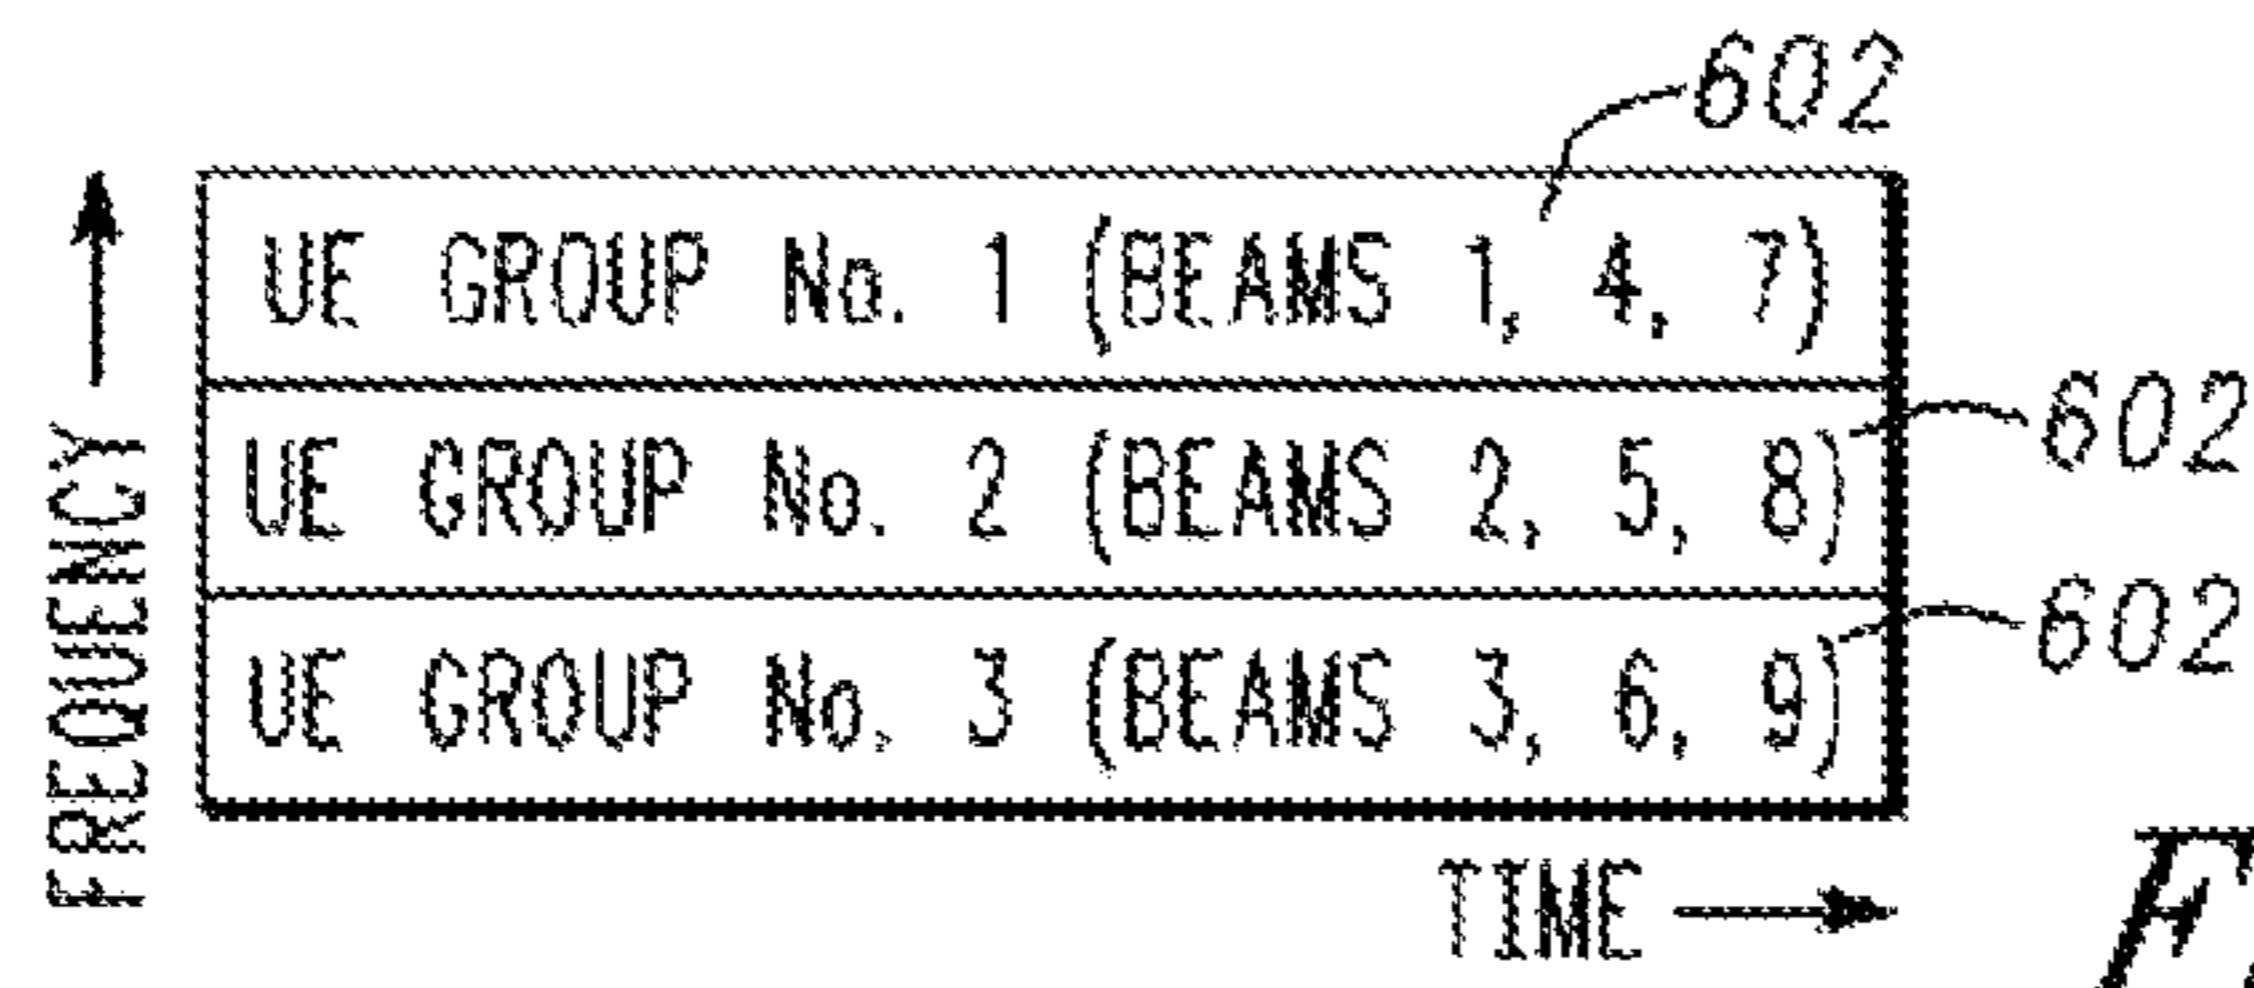 602
UE GROUP No. 1 (BEAMS 1, 4, 7)
UE GROUP No. 2 (BEAMS 2, 5, 8)
602
UE GROUP No. 3 (BEAMS 3, 6, 9)
602
FREQUENCY
TIME